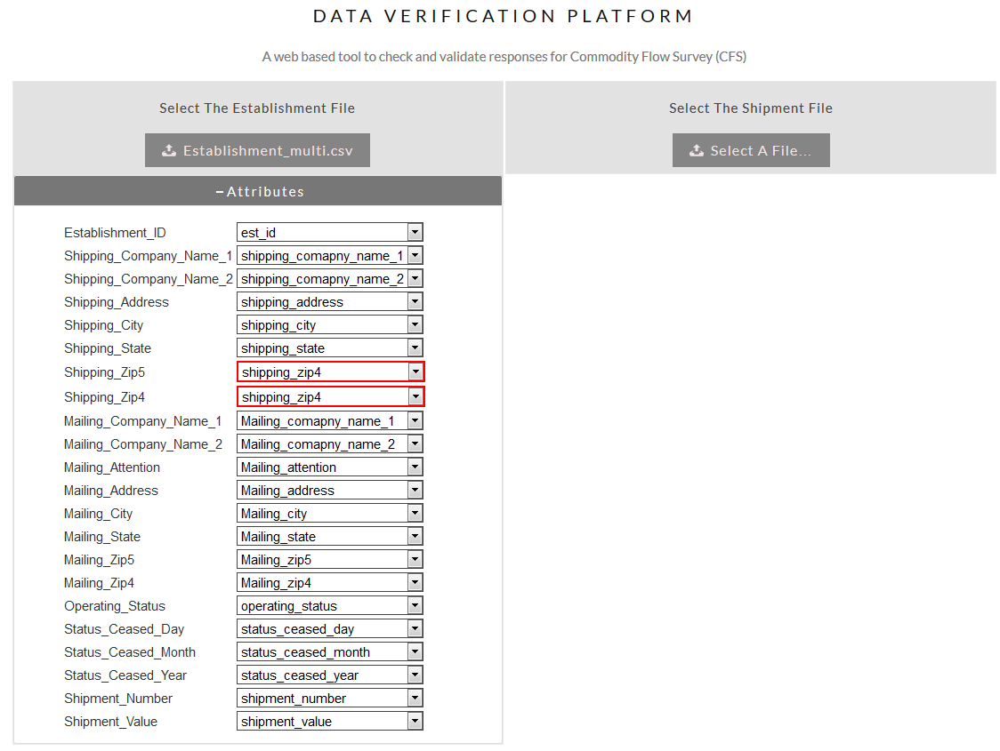 DATA VERIFICATION PLATFORM
A web based tool to check and validate responses for Commodity Flow Survey (CFS)
Select The Establishment File
Establishment_multi.csv
Select The Shipment File
Select A File...
–Attributes
Establishment_ID est_id
Shipping_Company_Name_1 shipping_comapny_name_1
Shipping_Company_Name_2 shipping_comapny_name_2
Shipping_Address shipping_address
Shipping_City shipping_city
Shipping_State shipping_state
Shipping_Zip5 shipping_zip4
Shipping_Zip4 shipping_zip4
Mailing_Company_Name_1 Mailing_comapny_name_1
Mailing_Company_Name_2 Mailing_comapny_name_2
Mailing_Attention Mailing_attention
Mailing_Address Mailing_address
Mailing_City Mailing_city
Mailing_State Mailing_state
Mailing_Zip5 Mailing_zip5
Mailing_Zip4 Mailing_zip4
Operating_Status operating_status
Status_Ceased_Day status_ceased_day
Status_Ceased_Month status_ceased_month
Status_Ceased_Year status_ceased_year
Shipment_Number shipment_number
Shipment_Value shipment_value